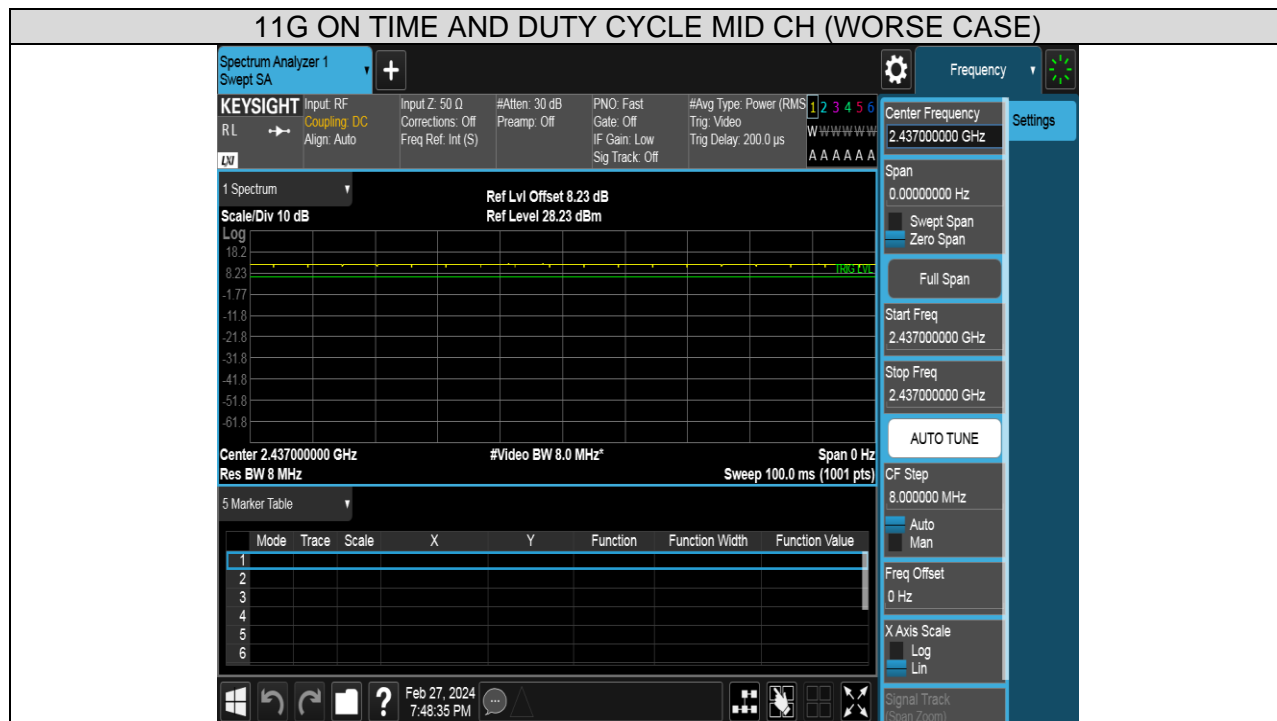 11G ON TIME AND DUTY CYCLE MID CH (WORSE CASE)
Spectrum Analyzer 1
Swept SA
Frequency
KEYSIGHT
RL
LXI
Input: RF
Coupling: DC
Align: Auto
Input Z: 50 Ω
Corrections: Off
Freq Ref: Int (S)
#Atten: 30 dB
Preamp: Off
PNO: Fast
Gate: Off
IF Gain: Low
Sig Track: Off
#Avg Type: Power (RMS
Trig: Video
Trig Delay: 200.0 µs
1 2 3 4 5 6
W W W W W W
A A A A A A
1 Spectrum
Ref Lvl Offset 8.23 dB
Scale/Div 10 dB
Ref Level 28.23 dBm
Log
18.2
8.23
-1.77
-11.8
-21.8
-31.8
-41.8
-51.8
-61.8
TRIG LVL
Center 2.437000000 GHz
#Video BW 8.0 MHz*
Span 0 Hz
Res BW 8 MHz
Sweep 100.0 ms (1001 pts)
5 Marker Table
Mode Trace Scale X Y Function Function Width Function Value
1
2
3
4
5
6
?
Feb 27, 2024
7:48:35 PM
Center Frequency
2.437000000 GHz
Settings
Span
0.00000000 Hz
Swept Span
Zero Span
Full Span
Start Freq
2.437000000 GHz
Stop Freq
2.437000000 GHz
AUTO TUNE
CF Step
8.000000 MHz
Auto
Man
Freq Offset
0 Hz
X Axis Scale
Log
Lin
Signal Track
(Span Zoom)